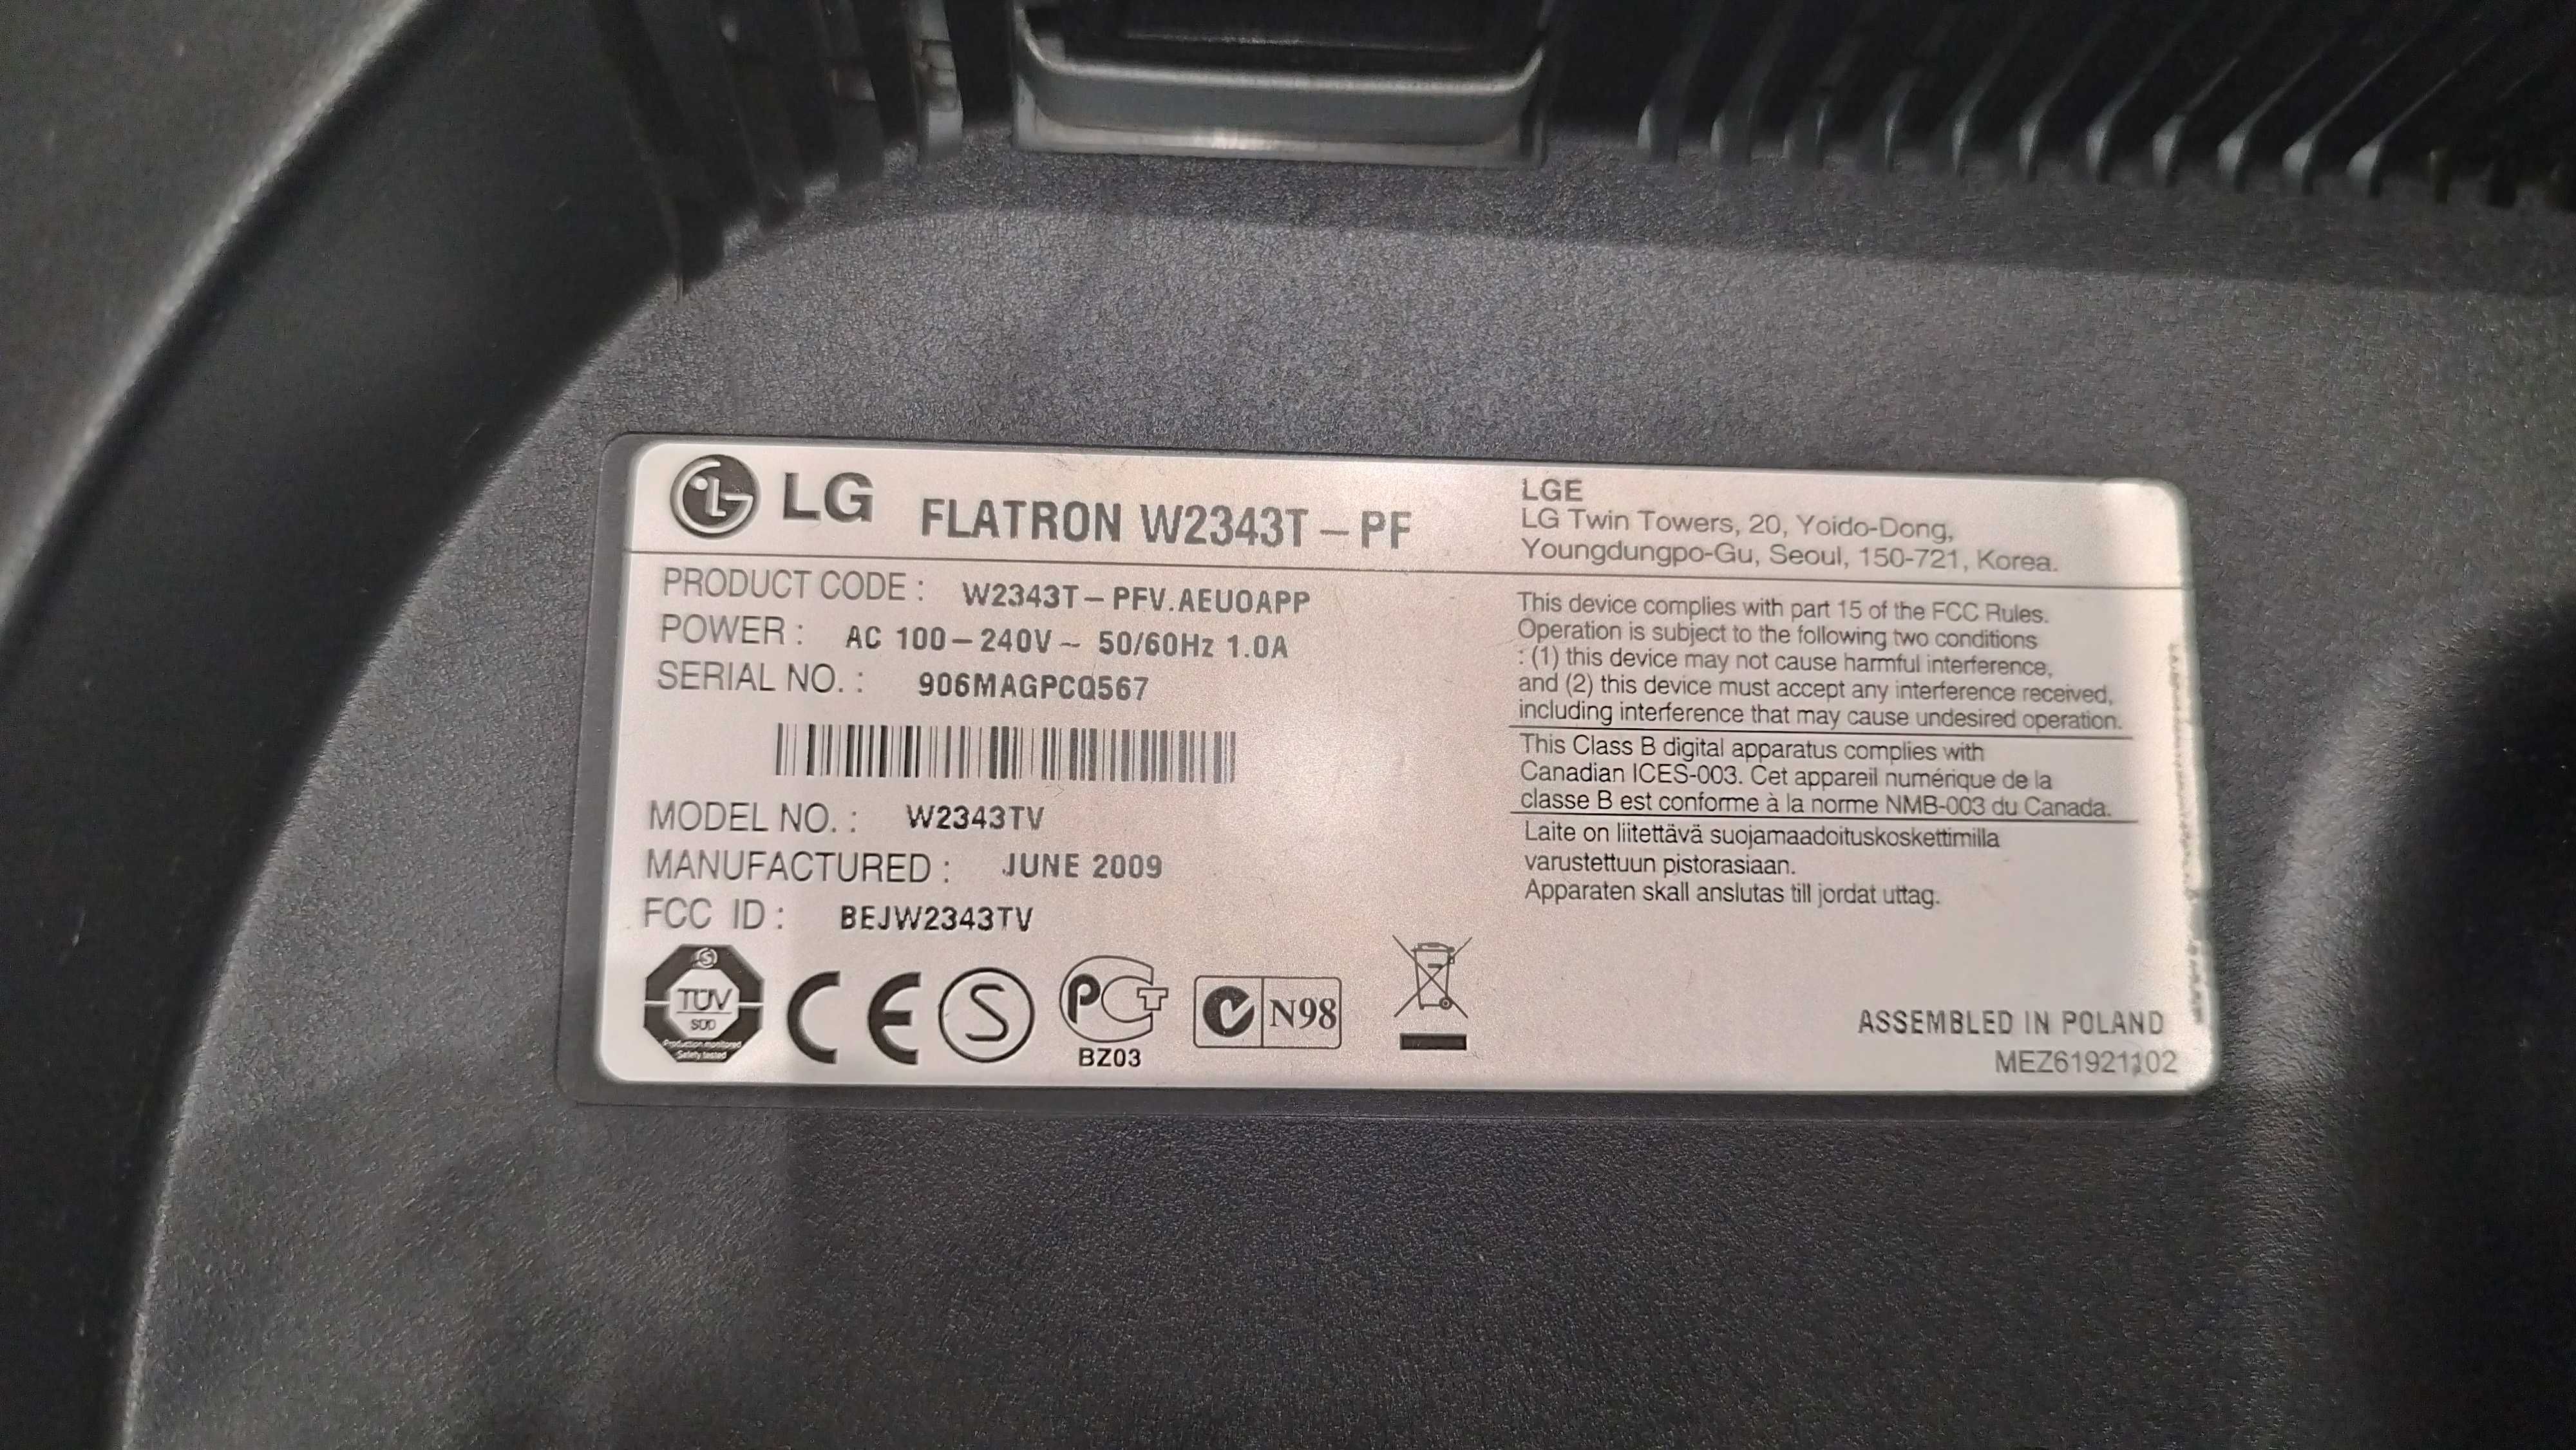 LG FLATRON W2343T – PF
PRODUCT CODE : W2343T – PFV.AEUOAPP
POWER : AC 100 – 240V ~ 50/60Hz 1.0A
SERIAL NO. : 906MAGPCQ567
MODEL NO. : W2343TV
MANUFACTURED : JUNE 2009
FCC ID : BEJW2343TV
TÜV
SÜD
Production monitored
Safety tested
CE S PCT N98
BZ03
LGE
LG Twin Towers, 20, Yoido-Dong,
Youngdungpo-Gu, Seoul, 150-721, Korea.
This device complies with part 15 of the FCC Rules.
Operation is subject to the following two conditions
: (1) this device may not cause harmful interference,
and (2) this device must accept any interference received,
including interference that may cause undesired operation.
This Class B digital apparatus complies with
Canadian ICES-003. Cet appareil numérique de la
classe B est conforme à la norme NMB-003 du Canada.
Laite on liitettävä suojamaadoituskoskettimilla
varustettuun pistorasiaan.
Apparaten skall anslutas till jordat uttag.
ASSEMBLED IN POLAND
MEZ61921102